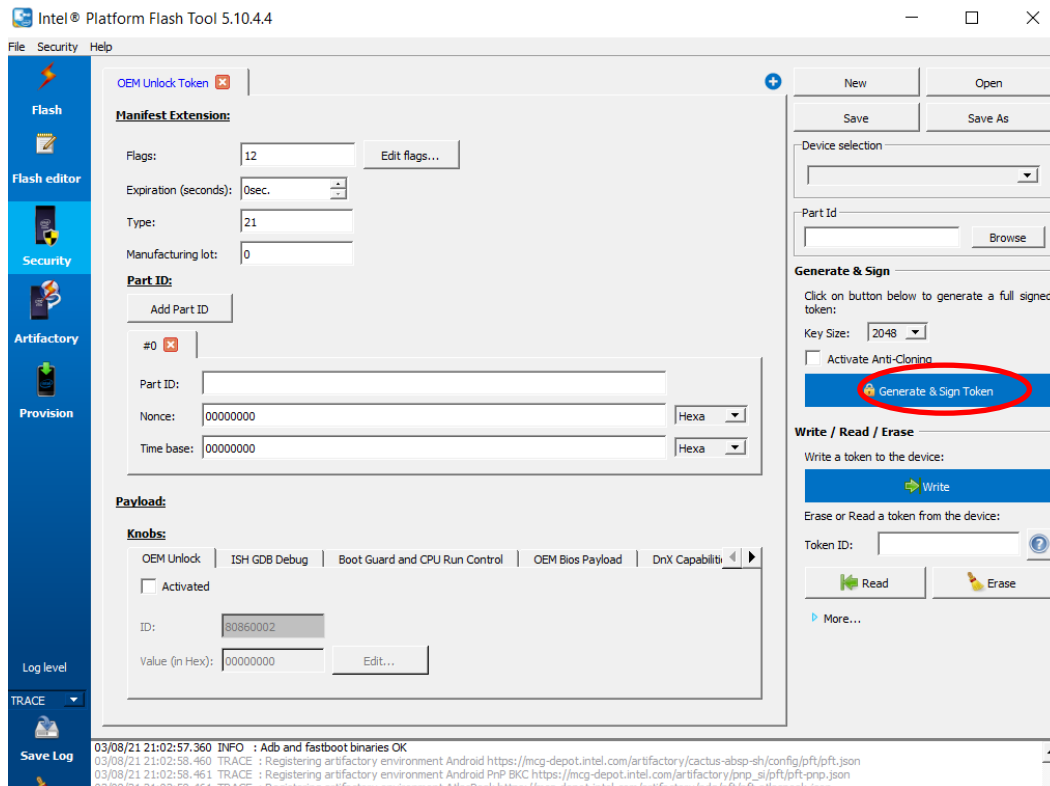 Intel® Platform Flash Tool 5.10.4.4
File Security Help
Flash
Flash editor
Security
Artifactory
Provision
Log level
TRACE
Save Log
OEM Unlock Token
Manifest Extension:
Flags: 12 Edit flags...
Expiration (seconds): 0sec.
Type: 21
Manufacturing lot: 0
Part ID:
Add Part ID
#0
Part ID:
Nonce: 00000000 Hexa
Time base: 00000000 Hexa
Payload:
Knobs:
OEM Unlock ISH GDB Debug Boot Guard and CPU Run Control OEM Bios Payload DnX Capabiliti
Activated
ID: 80860002
Value (in Hex): 00000000 Edit...
New Open
Save Save As
Device selection
Part Id
Browse
Generate & Sign
Click on button below to generate a full signed
token:
Key Size: 2048
Activate Anti-Cloning
Generate & Sign Token
Write / Read / Erase
Write a token to the device:
Write
Erase or Read a token from the device:
Token ID:
Read Erase
More...
03/08/21 21:02:57.360 INFO : Adb and fastboot binaries OK
03/08/21 21:02:58.460 TRACE : Registering artifactory environment Android https://mcg-depot.intel.com/artifactory/cactus-absp-sh/config/pft/pft.json
03/08/21 21:02:58.461 TRACE : Registering artifactory environment Android PnP BKC https://mcg-depot.intel.com/artifactory/pnp_si/pft/pft-pnp.json